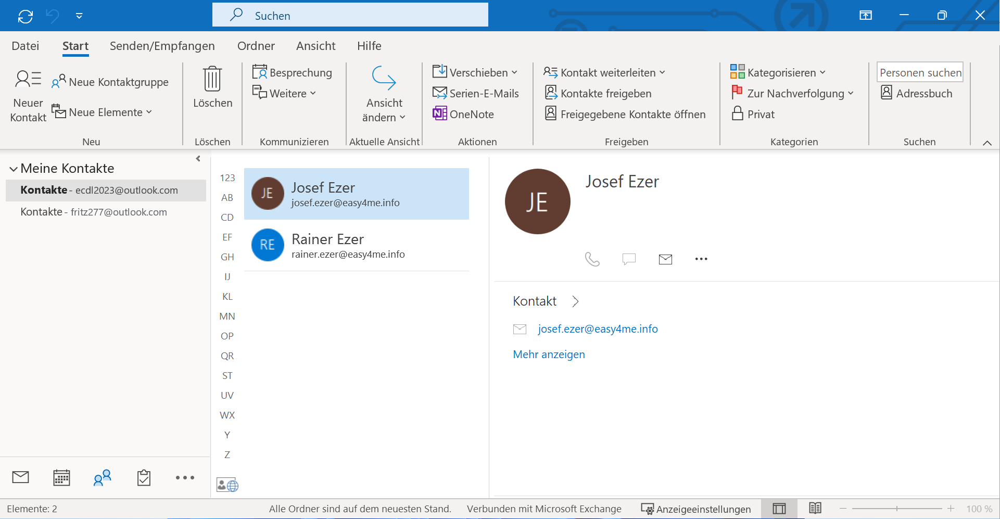 Suchen
Datei Start Senden/Empfangen Ordner Ansicht Hilfe
Neuer Kontakt
Neue Kontaktgruppe
Neue Elemente
Neu
Löschen
Löschen
Besprechung
Weitere
Kommunizieren
Ansicht ändern
Aktuelle Ansicht
Verschieben
Serien-E-Mails
OneNote
Aktionen
Kontakt weiterleiten
Kontakte freigeben
Freigegebene Kontakte öffnen
Freigeben
Kategorisieren
Zur Nachverfolgung
Privat
Kategorien
Personen suchen
Adressbuch
Suchen
Meine Kontakte
Kontakte - ecdl2023@outlook.com
Kontakte - fritz277@outlook.com
123
AB
CD
EF
GH
IJ
KL
MN
OP
QR
ST
UV
WX
Y
Z
JE
Josef Ezer
josef.ezer@easy4me.info
RE
Rainer Ezer
rainer.ezer@easy4me.info
JE
Josef Ezer
Kontakt
josef.ezer@easy4me.info
Mehr anzeigen
Elemente: 2
Alle Ordner sind auf dem neuesten Stand.
Verbunden mit Microsoft Exchange
Anzeigeeinstellungen
100 %